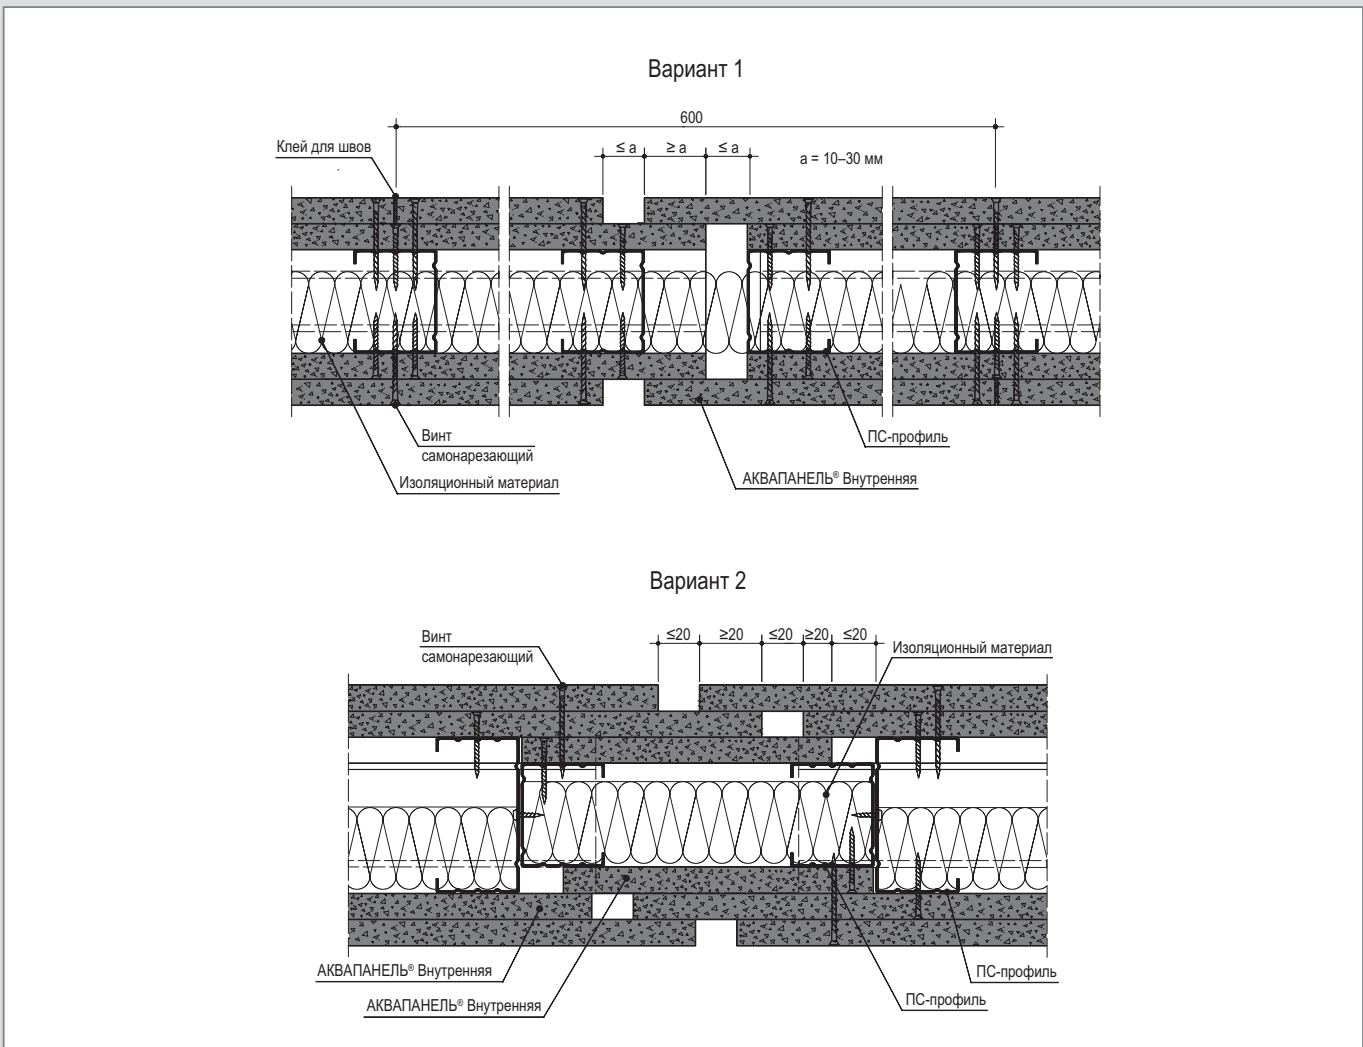 Вариант 1
600
Клей для швов
≤ a
≥ a
≤ a
a = 10–30 мм
Винт
самонарезающий
ПС-профиль
Изоляционный материал
АКВАПАНЕЛЬ® Внутренняя
Вариант 2
Винт
самонарезающий
≤20
≥20
≤20
≥20
≤20
Изоляционный материал
АКВАПАНЕЛЬ® Внутренняя
ПС-профиль
АКВАПАНЕЛЬ® Внутренняя
ПС-профиль